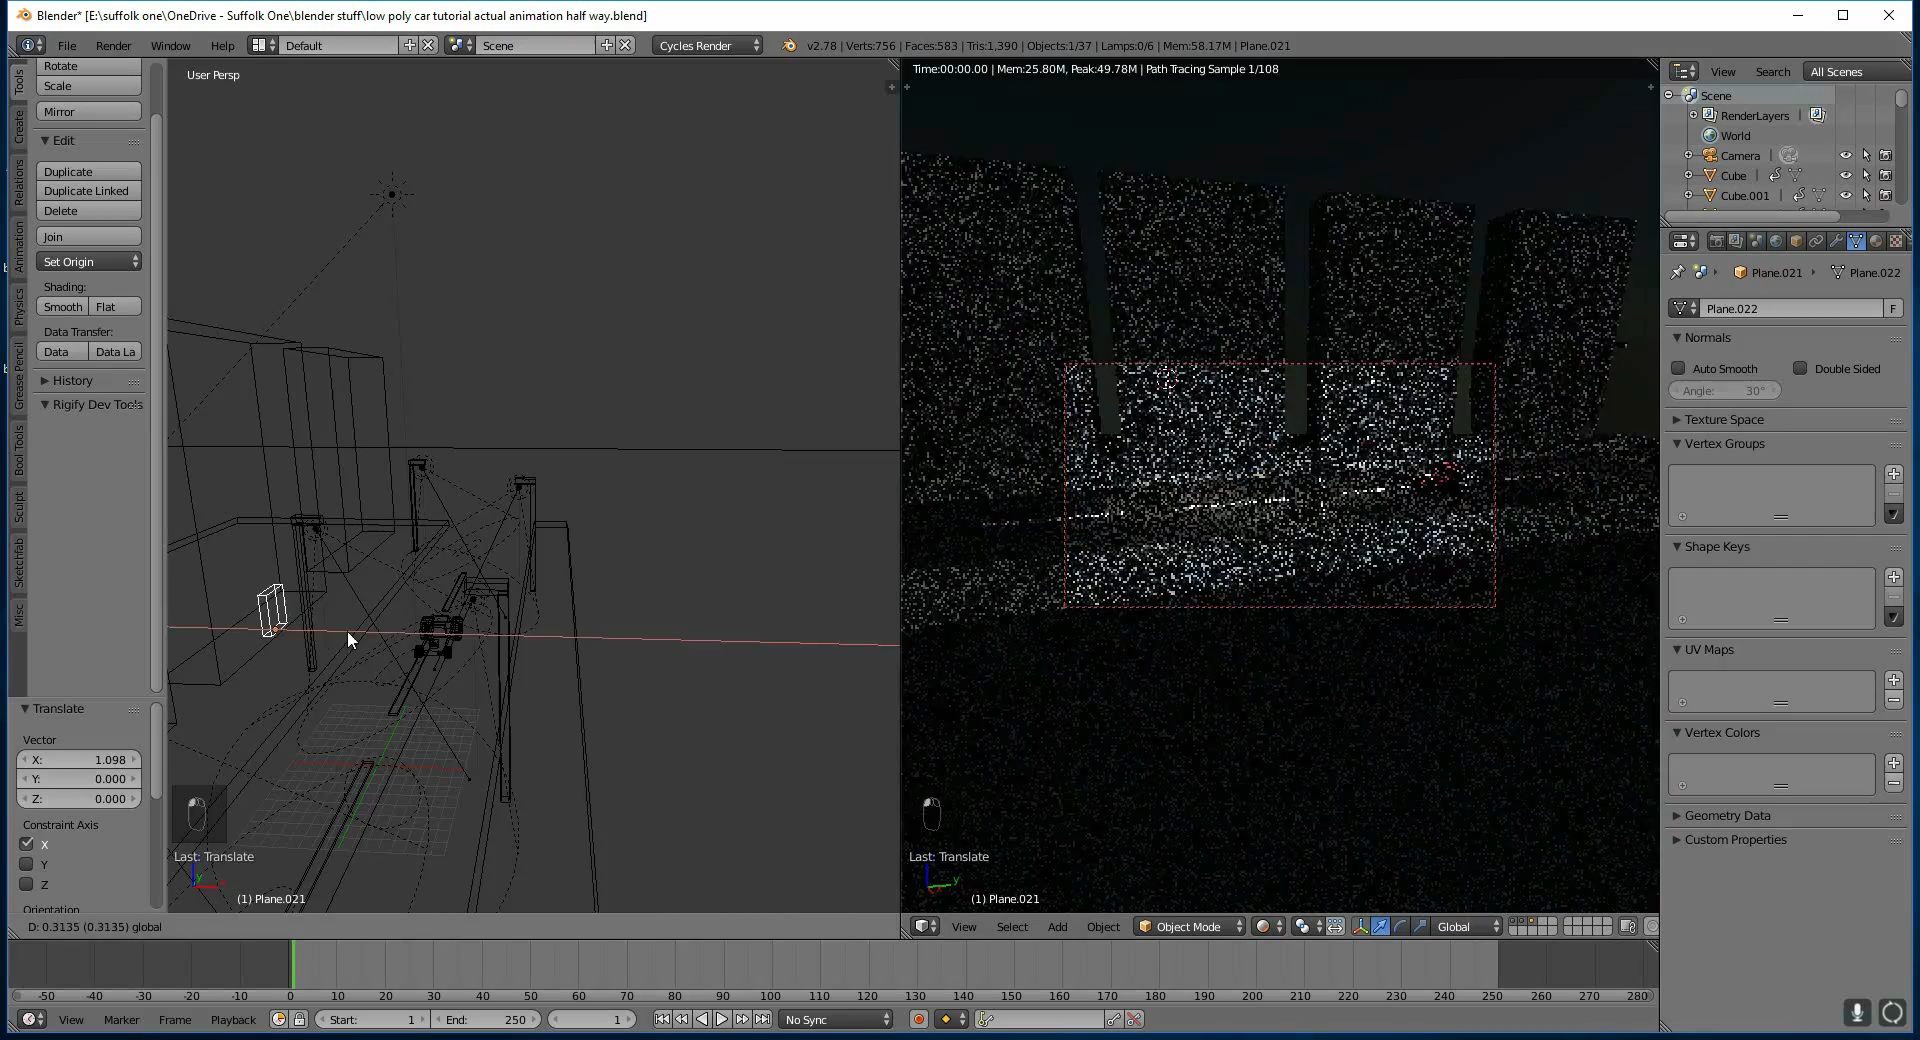 Blender* [E:\suffolk one\OneDrive - Suffolk One\blender stuff\low poly car tutorial actual animation half way.blend]
File Render Window Help Default Scene Cycles Render v2.78 | Verts:756 | Faces:583 | Tris:1,390 | Objects:1/37 | Lamps:0/6 | Mem:58.17M | Plane.021
Tools
Create
Relations
Animation
Physics
Grease Pencil
Bool Tools
Sculpt
Sketchfab
Misc
Rotate
Scale
Mirror
Edit
Duplicate
Duplicate Linked
Delete
Join
Set Origin
Shading:
Smooth Flat
Data Transfer:
Data Data La
History
Rigify Dev Tools
Translate
Vector
X: 1.098
Y: 0.000
Z: 0.000
Constraint Axis
X
Y
Z
Orientation
User Persp
Last: Translate
y
(1) Plane.021
D: 0.3135 (0.3135) global
Time:00:00.00 | Mem:25.80M, Peak:49.78M | Path Tracing Sample 1/108
Last: Translate
y
(1) Plane.021
View Select Add Object Object Mode Global
View Search All Scenes
Scene
RenderLayers
World
Camera
Cube
Cube.001
Plane.021 Plane.022
Plane.022 F
Normals
Auto Smooth Double Sided
Angle: 30°
Texture Space
Vertex Groups
Shape Keys
UV Maps
Vertex Colors
Geometry Data
Custom Properties
-50 -40 -30 -20 -10 0 10 20 30 40 50 60 70 80 90 100 110 120 130 140 150 160 170 180 190 200 210 220 230 240 250 260 270 280
View Marker Frame Playback Start: 1 End: 250 1 No Sync